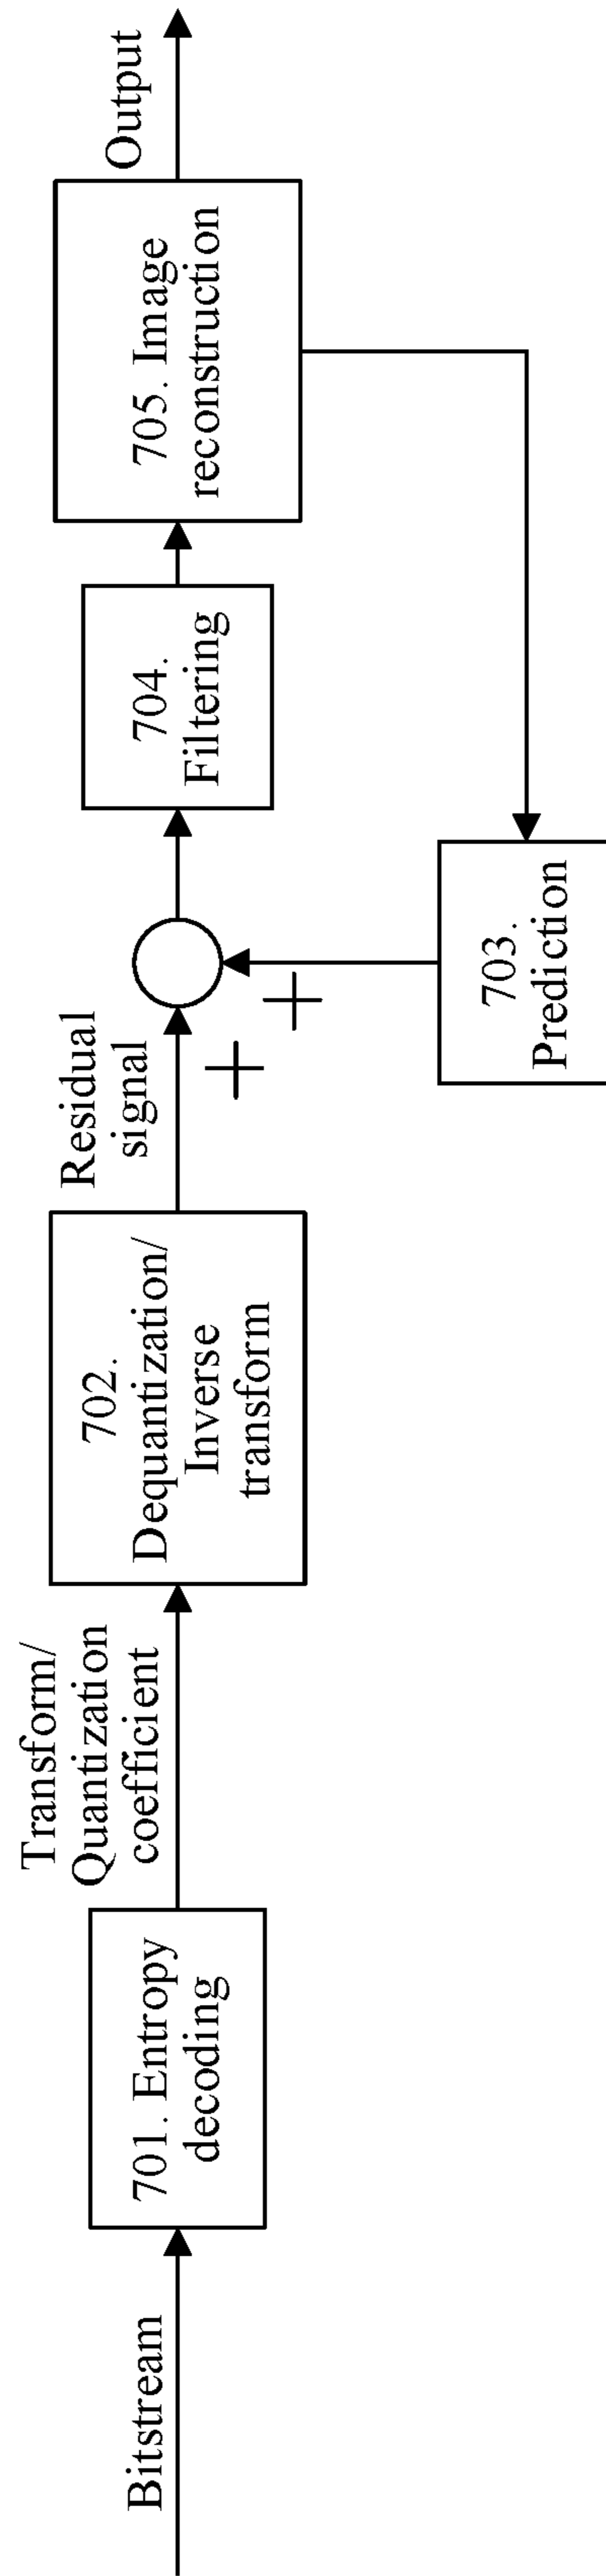 Bitstream
701. Entropy
decoding
Transform/
Quantization
coefficient
702.
Dequantization/
Inverse
transform
Residual
signal
+
+
703.
Prediction
704.
Filtering
705. Image
reconstruction
Output